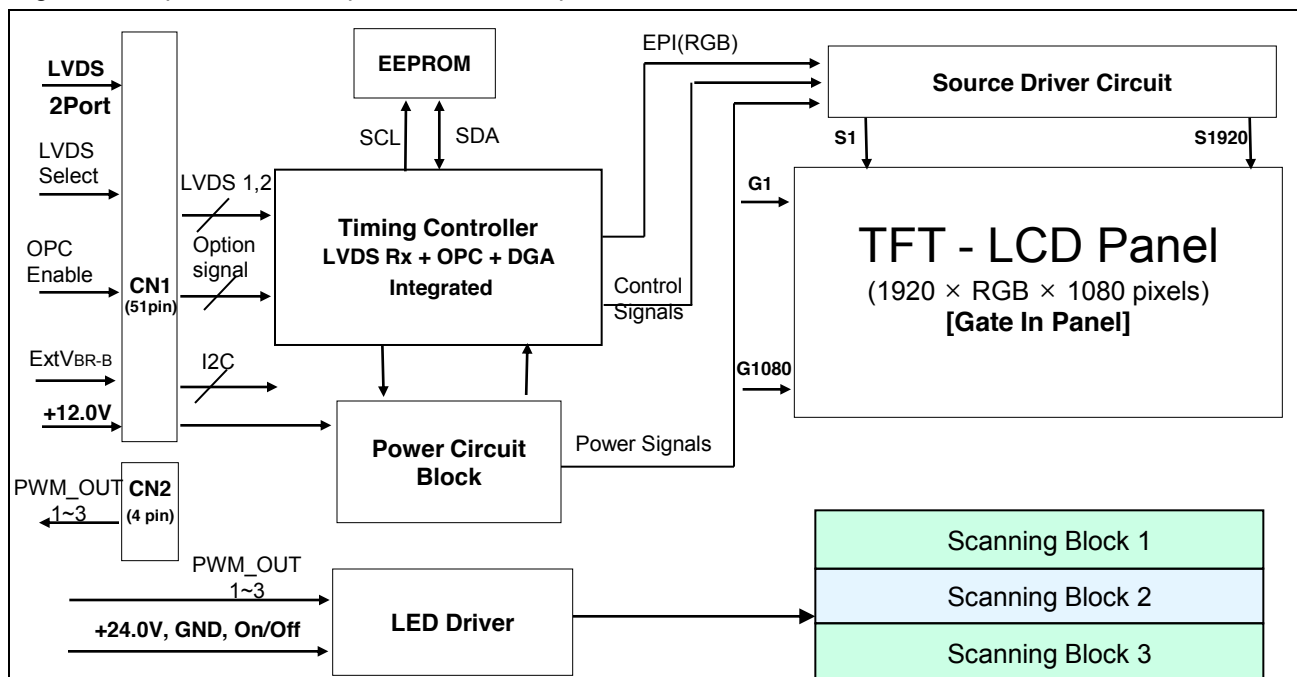 LVDS
2Port
LVDS
Select
OPC
Enable
ExtVBR-B
+12.0V
CN1
(51pin)
LVDS 1,2
Option
signal
I2C
EEPROM
SCL
SDA
Timing Controller
LVDS Rx + OPC + DGA
Integrated
Power Circuit
Block
EPI(RGB)
Control
Signals
Power Signals
Source Driver Circuit
S1
S1920
G1
G1080
TFT - LCD Panel
(1920 × RGB × 1080 pixels)
[Gate In Panel]
PWM_OUT
1~3
CN2
(4 pin)
PWM_OUT
1~3
+24.0V, GND, On/Off
LED Driver
Scanning Block 1
Scanning Block 2
Scanning Block 3